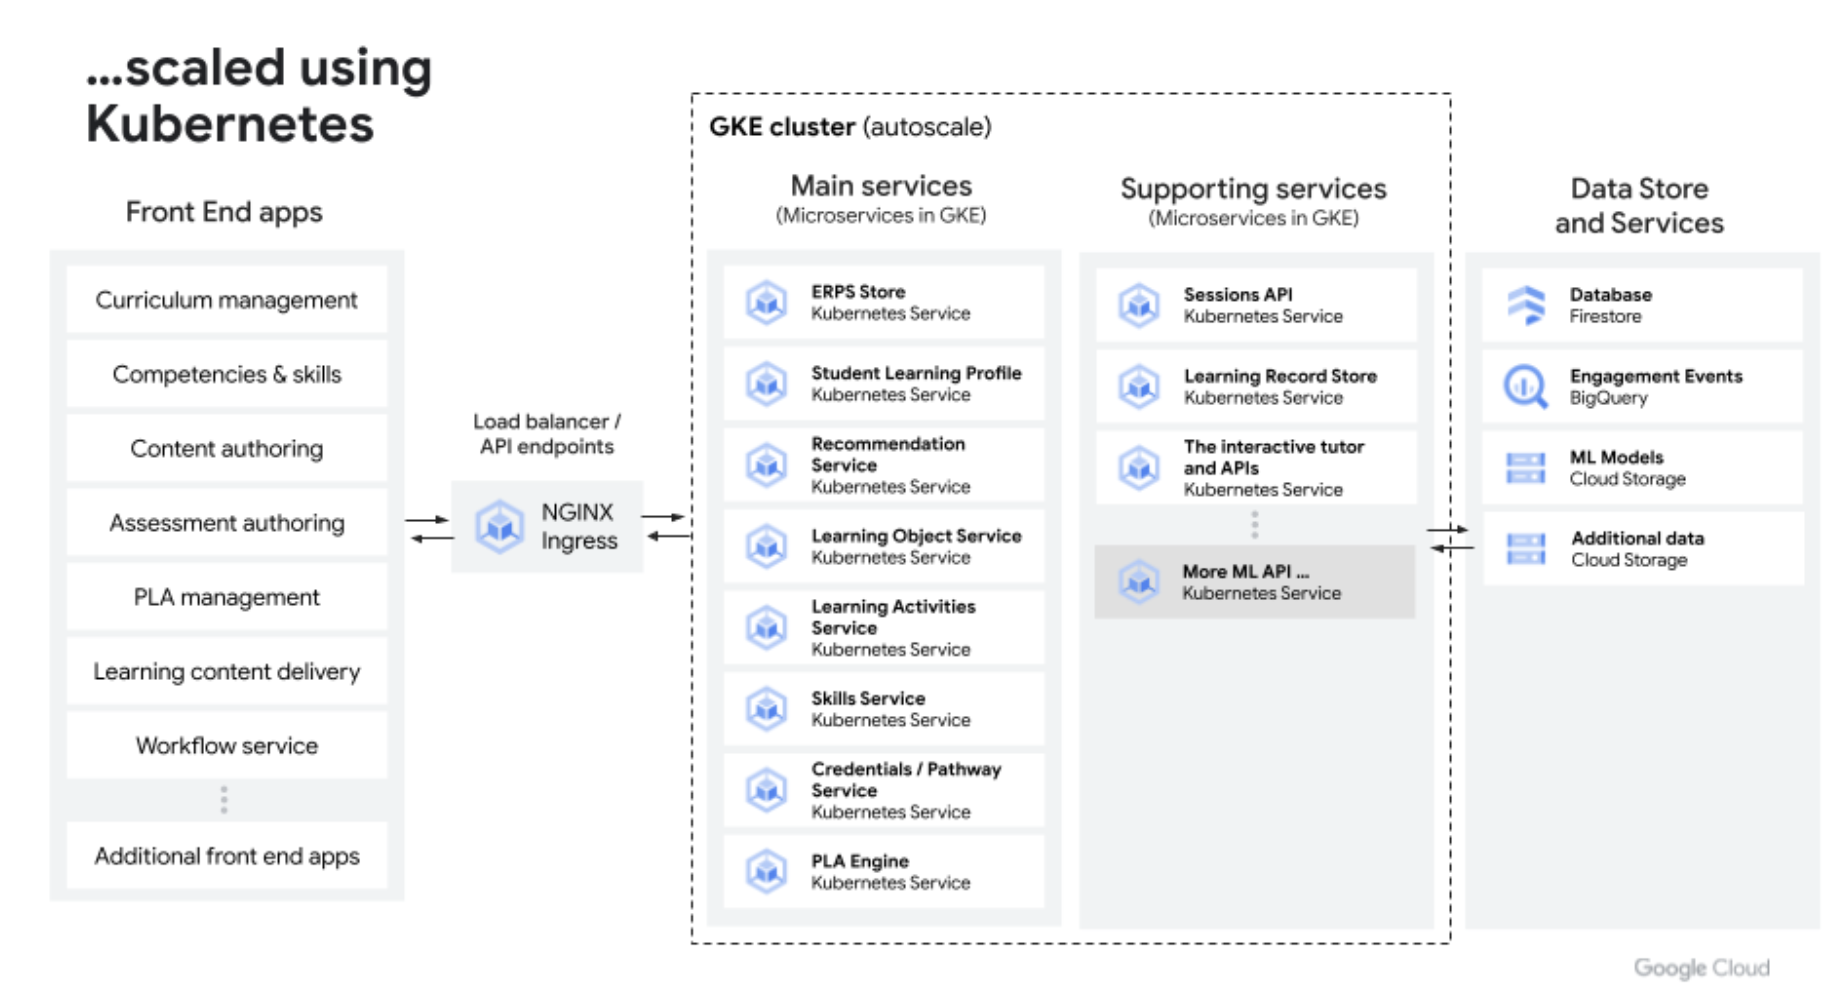 ...scaled using
Kubernetes
Front End apps
Curriculum management
Competencies & skills
Content authoring
Assessment authoring
PLA management
Learning content delivery
Workflow service
Additional front end apps
Load balancer /
API endpoints
NGINX
Ingress
GKE cluster (autoscale)
Main services
(Microservices in GKE)
ERPS Store
Kubernetes Service
Student Learning Profile
Kubernetes Service
Recommendation
Service
Kubernetes Service
Learning Object Service
Kubernetes Service
Learning Activities
Service
Kubernetes Service
Skills Service
Kubernetes Service
Credentials / Pathway
Service
Kubernetes Service
PLA Engine
Kubernetes Service
Supporting services
(Microservices in GKE)
Sessions API
Kubernetes Service
Learning Record Store
Kubernetes Service
The interactive tutor
and APIs
Kubernetes Service
More ML API ...
Kubernetes Service
Data Store
and Services
Database
Firestore
Engagement Events
BigQuery
ML Models
Cloud Storage
Additional data
Cloud Storage
Google Cloud